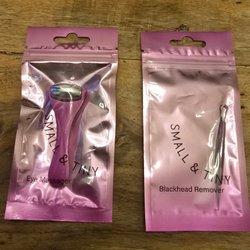 SMALL & TINY
Eye Massager
SMALL & TINY
Blackhead Remover